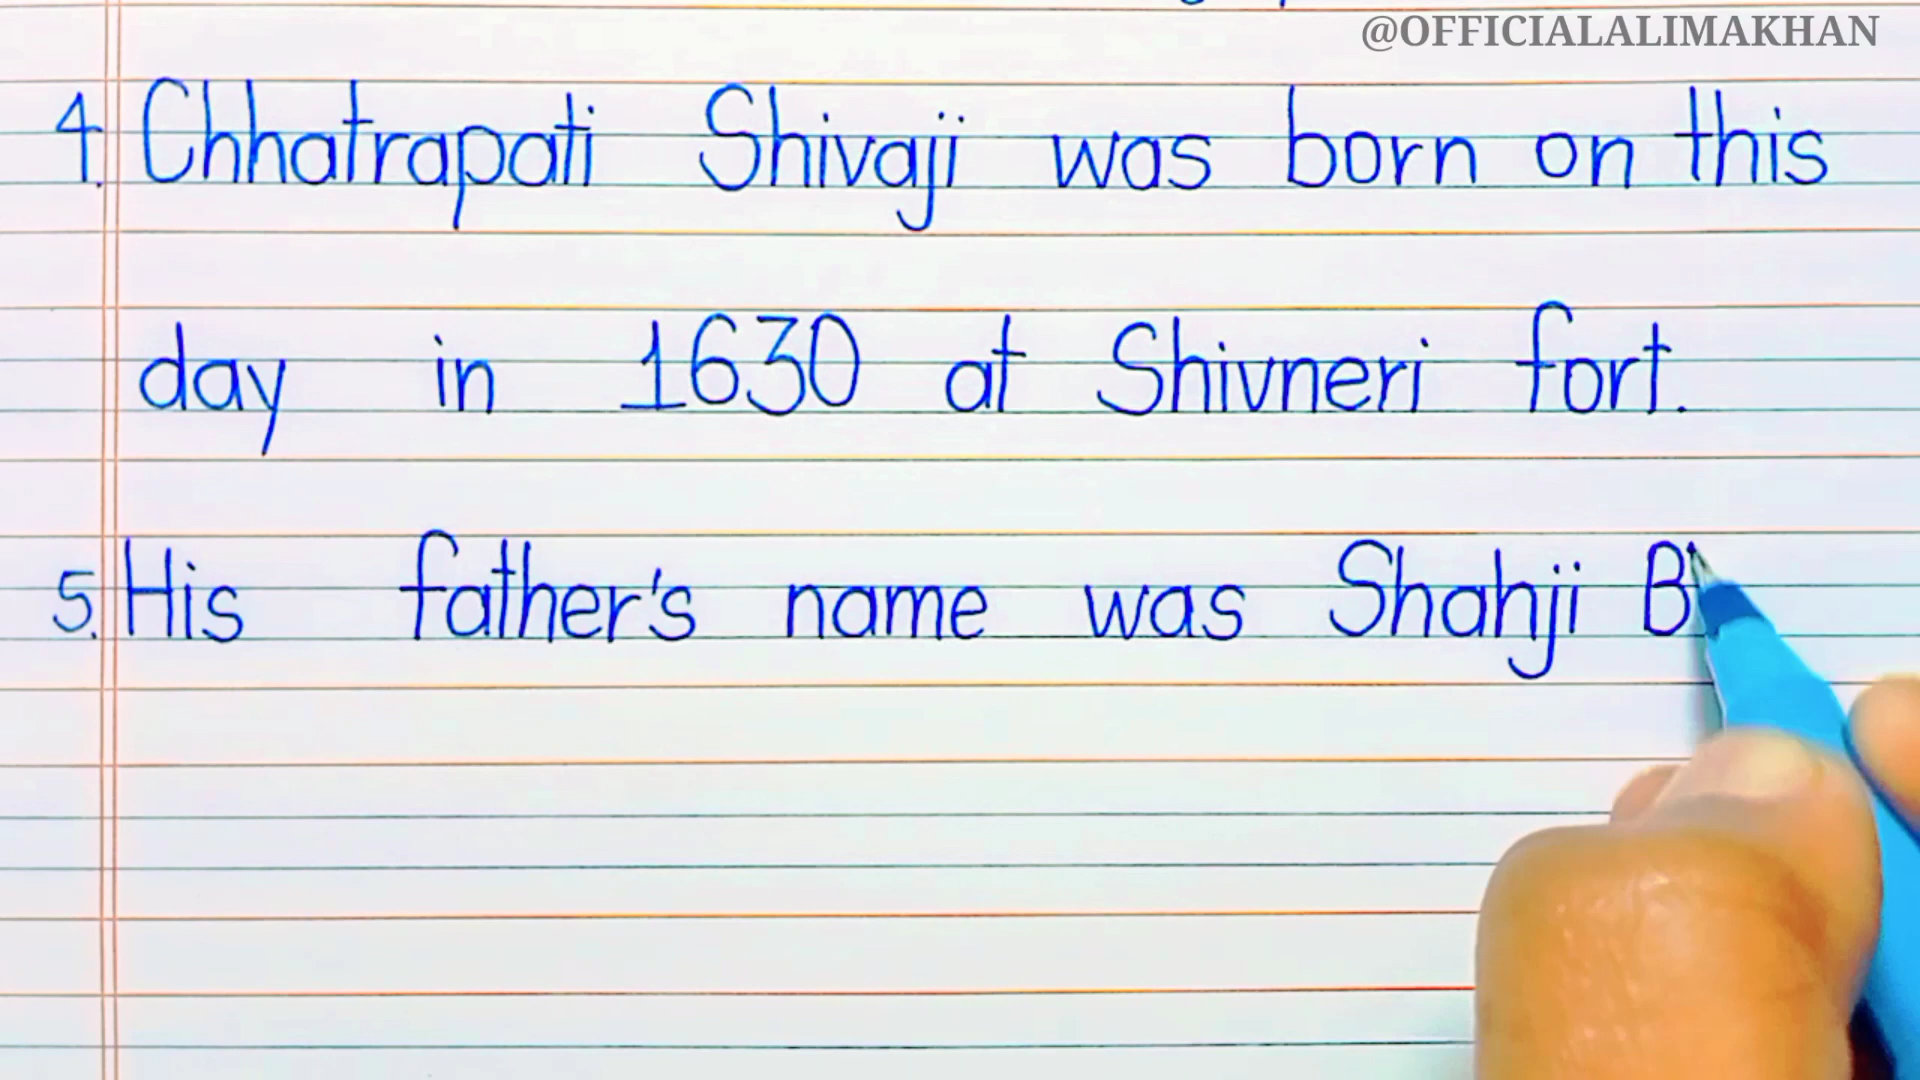 @OFFICIALALIMAKHAN
4. Chhatrapati Shivaji was born on this
day in 1630 at Shivneri fort.
5. His father's name was Shahji B